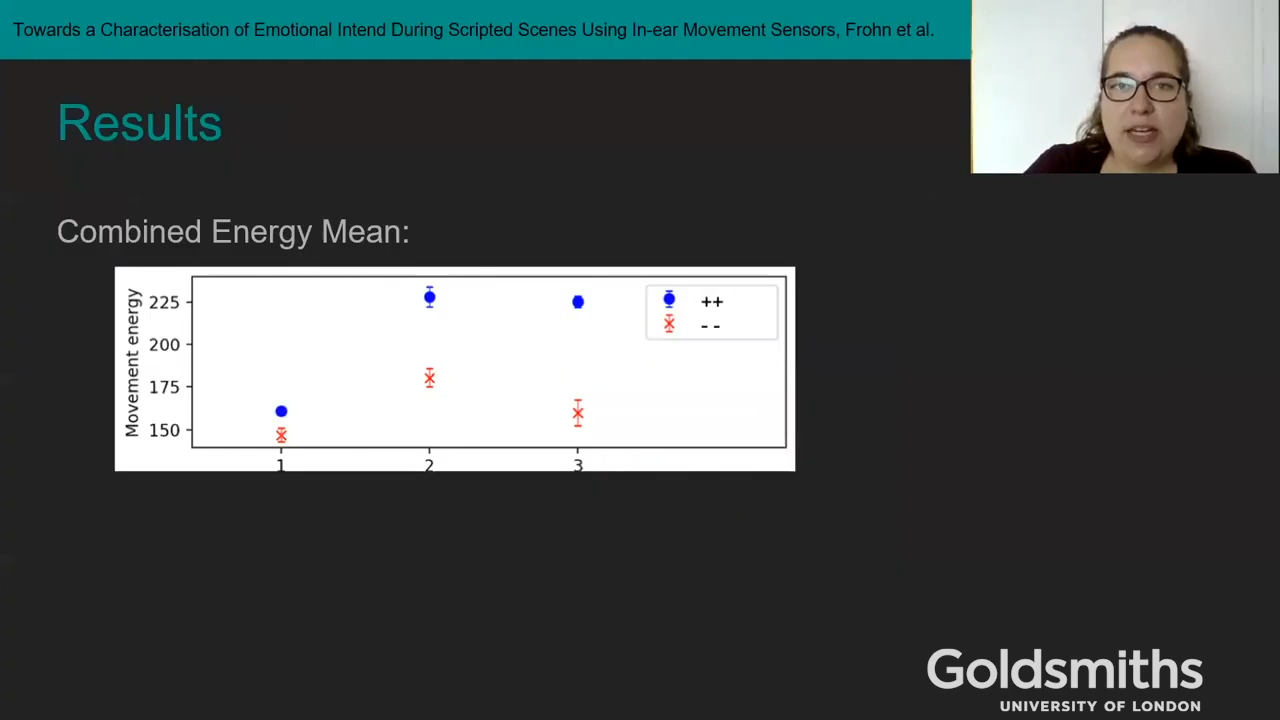 Towards a Characterisation of Emotional Intend During Scripted Scenes Using In-ear Movement Sensors, Frohn et al.
Results
Combined Energy Mean:
Movement energy
225
200
175
150
1 2 3
++
--
Goldsmiths
UNIVERSITY OF LONDON